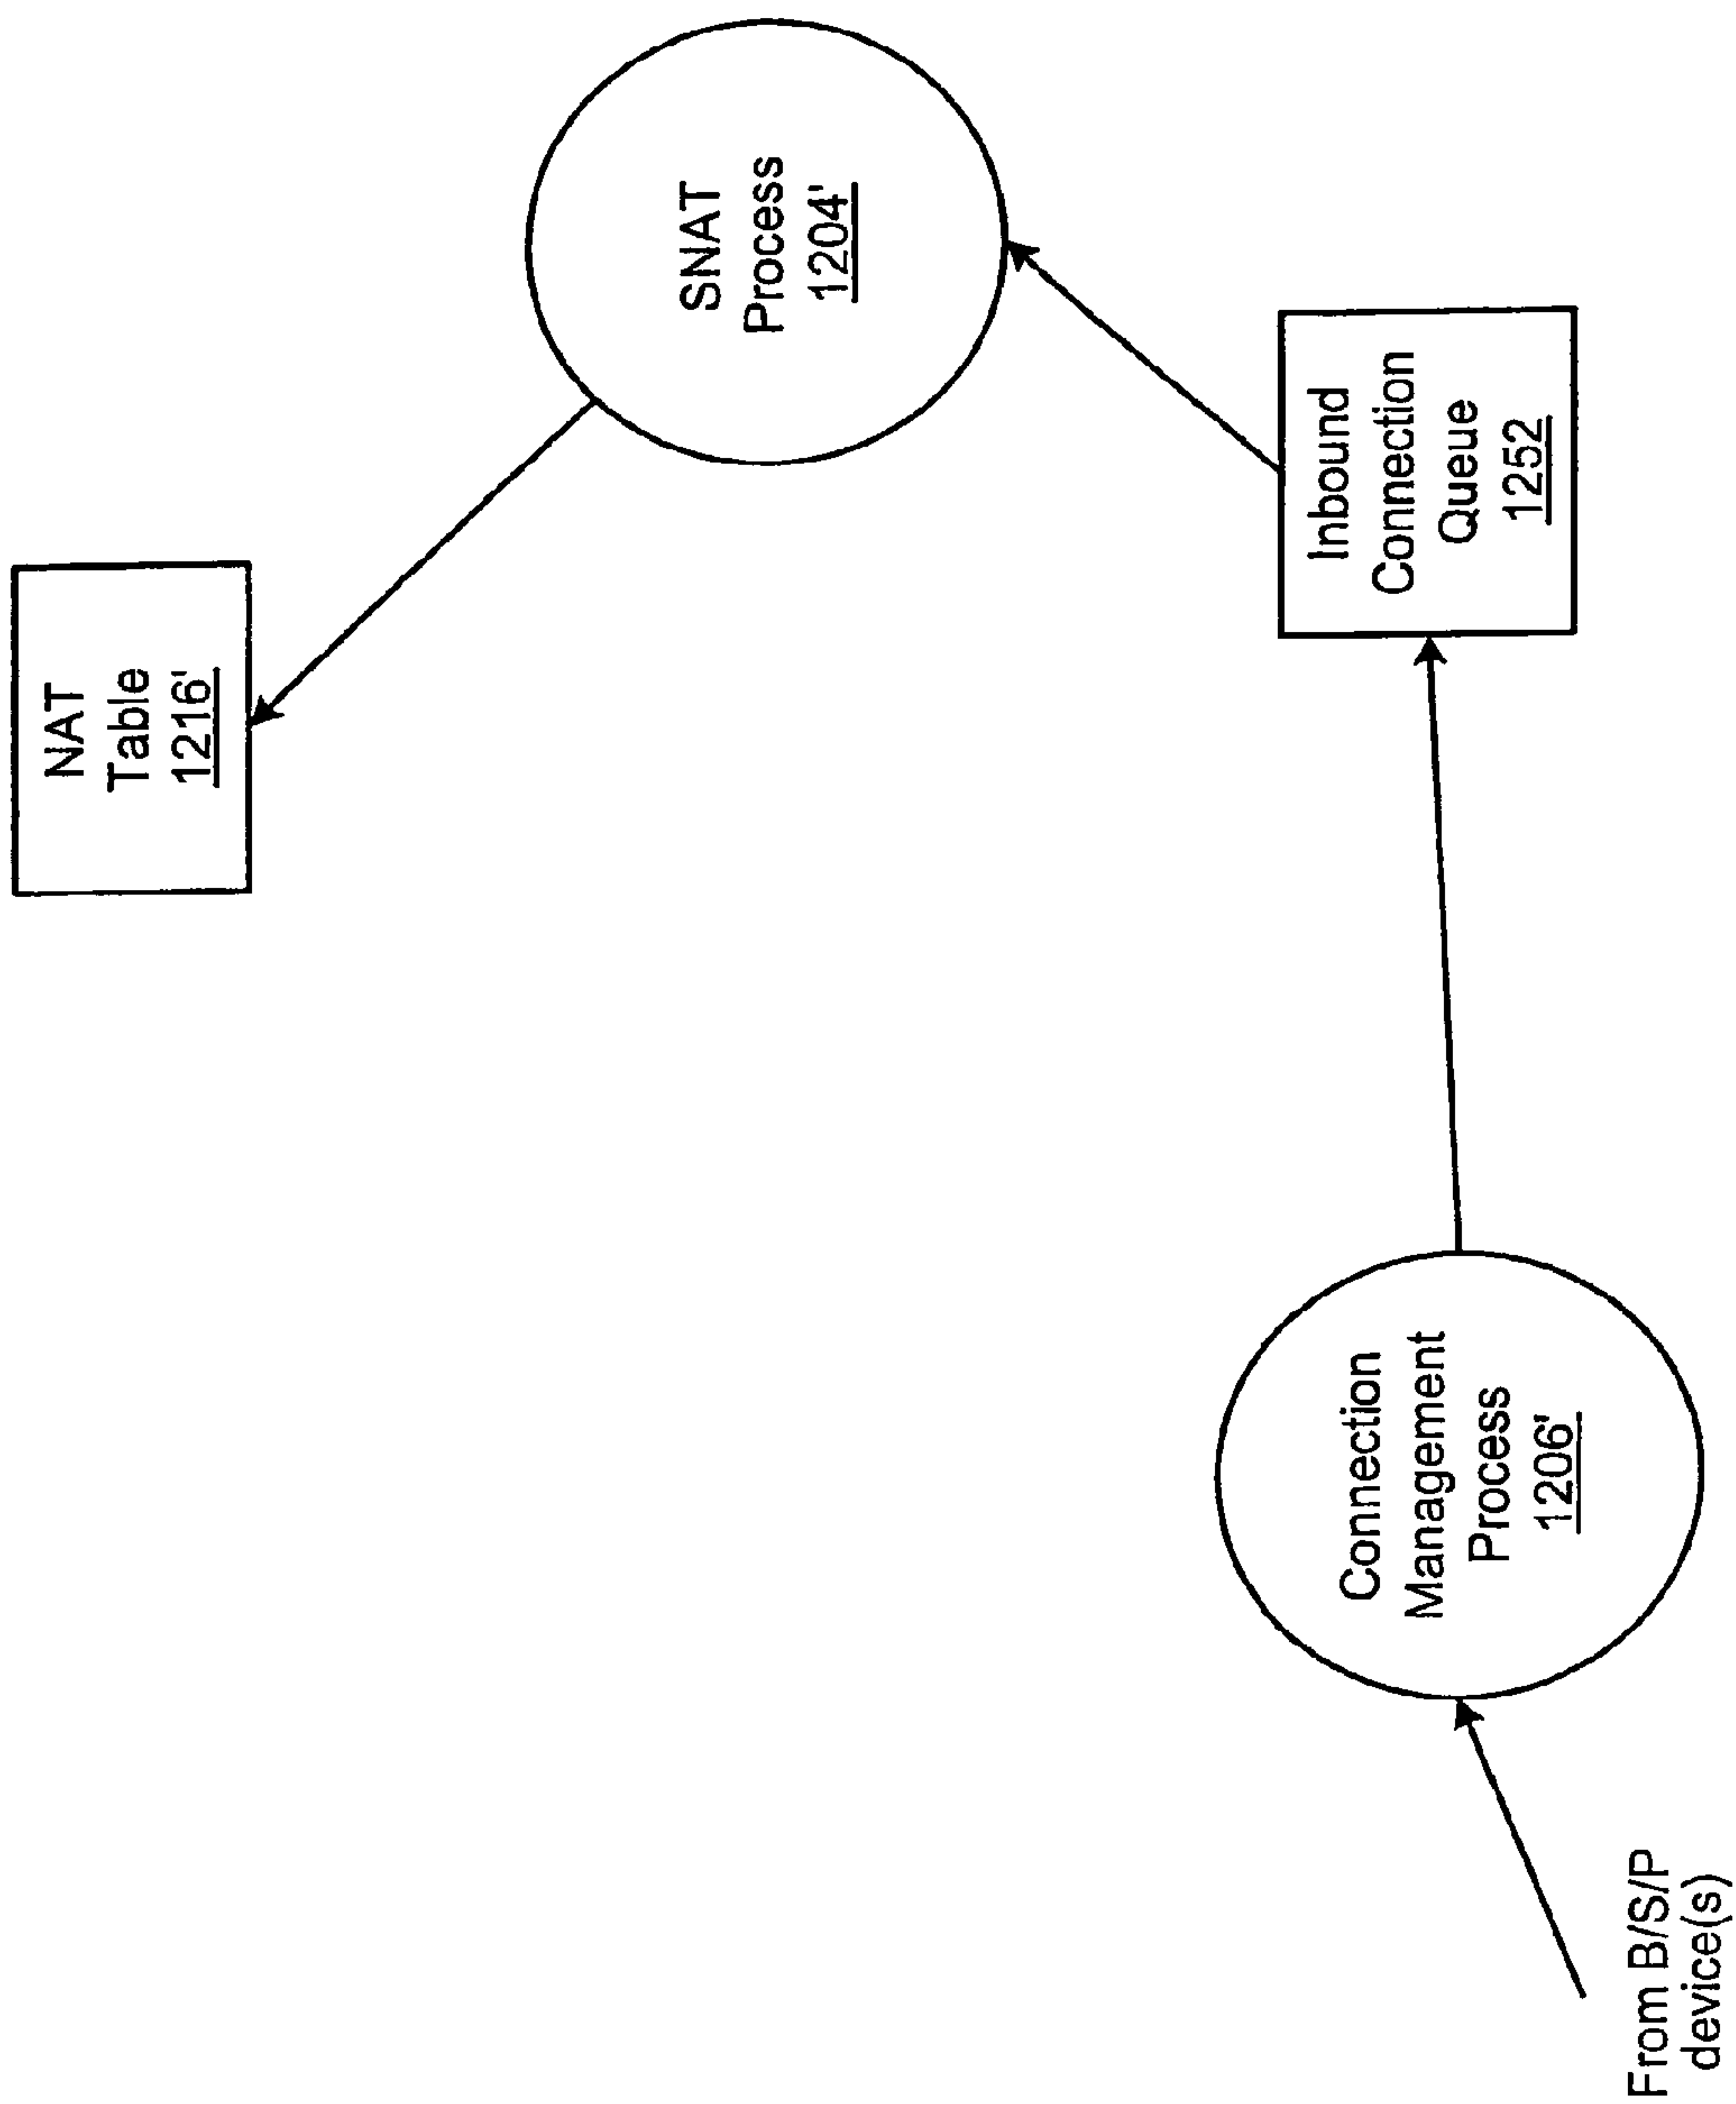 NAT
Table
1216'
SNAT
Process
1204'
Inbound
Connection
Queue
1252
Connection
Management
Process
1206'
From B/S/P
device(s)